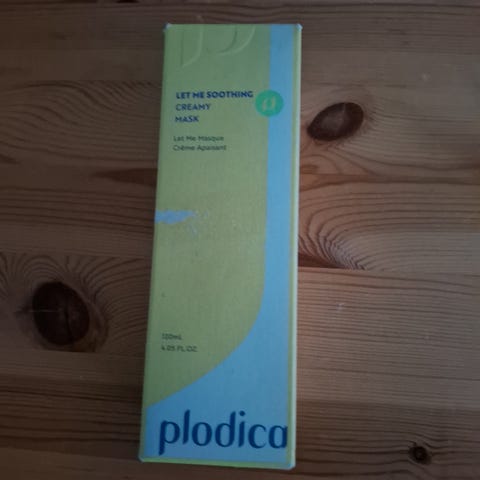 LET ME SOOTHING
CREAMY
MASK
Let Me Masque
Crème Apaisant
120mL
4.05 FL.OZ.
plodica